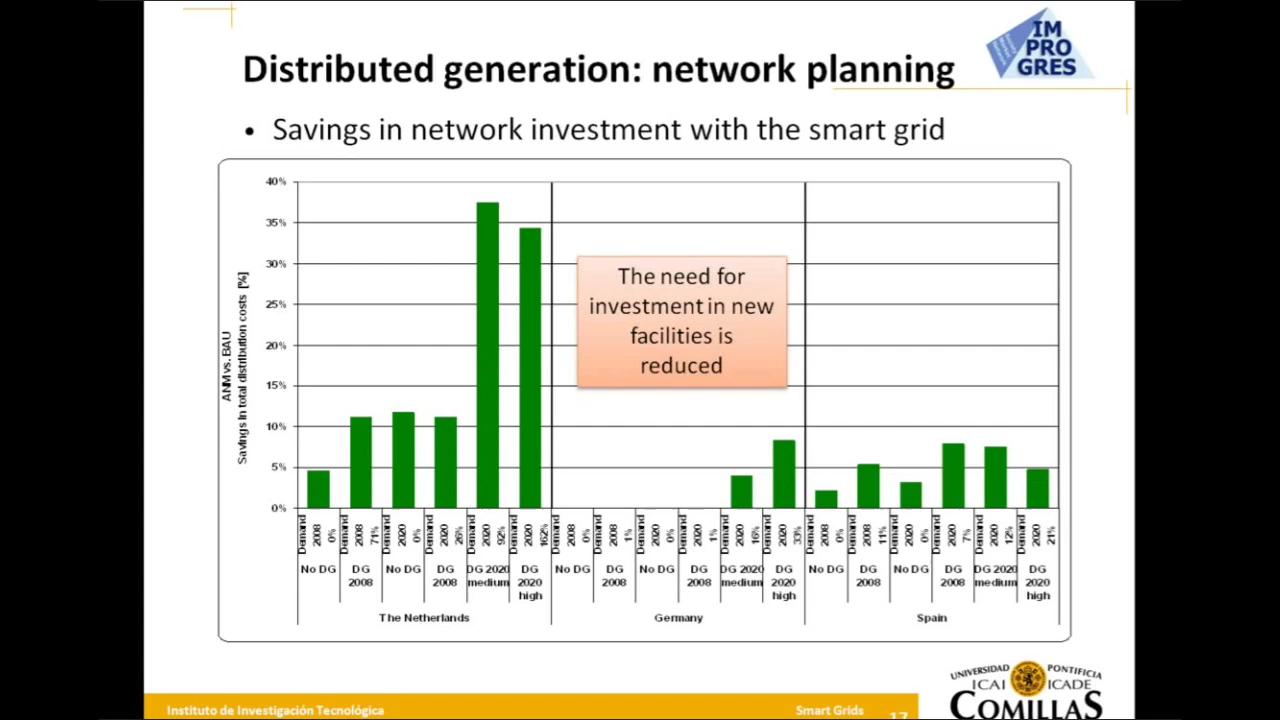 IM
PRO
GRES
Distributed generation: network planning
• Savings in network investment with the smart grid
ANM vs. BAU
Savings in total distribution costs [%]
40%
35%
30%
25%
20%
15%
10%
5%
0%
The need for
investment in new
facilities is
reduced
Demand 2008 0%
Demand 2008 71%
Demand 2020 0%
Demand 2020 26%
Demand 2020 92%
Demand 2020 162%
Demand 2008 0%
Demand 2008 1%
Demand 2020 0%
Demand 2020 1%
Demand 2020 16%
Demand 2020 33%
Demand 2008 0%
Demand 2008 11%
Demand 2020 0%
Demand 2020 7%
Demand 2020 12%
Demand 2020 21%
No DG
DG 2008
No DG
DG 2008
DG 2020 medium
DG 2020 high
No DG
DG 2008
No DG
DG 2008
DG 2020 medium
DG 2020 high
No DG
DG 2008
No DG
DG 2008
DG 2020 medium
DG 2020 high
The Netherlands
Germany
Spain
UNIVERSIDAD PONTIFICIA
ICAI ICADE
COMILLAS
Instituto de Investigación Tecnológica
Smart Grids
17